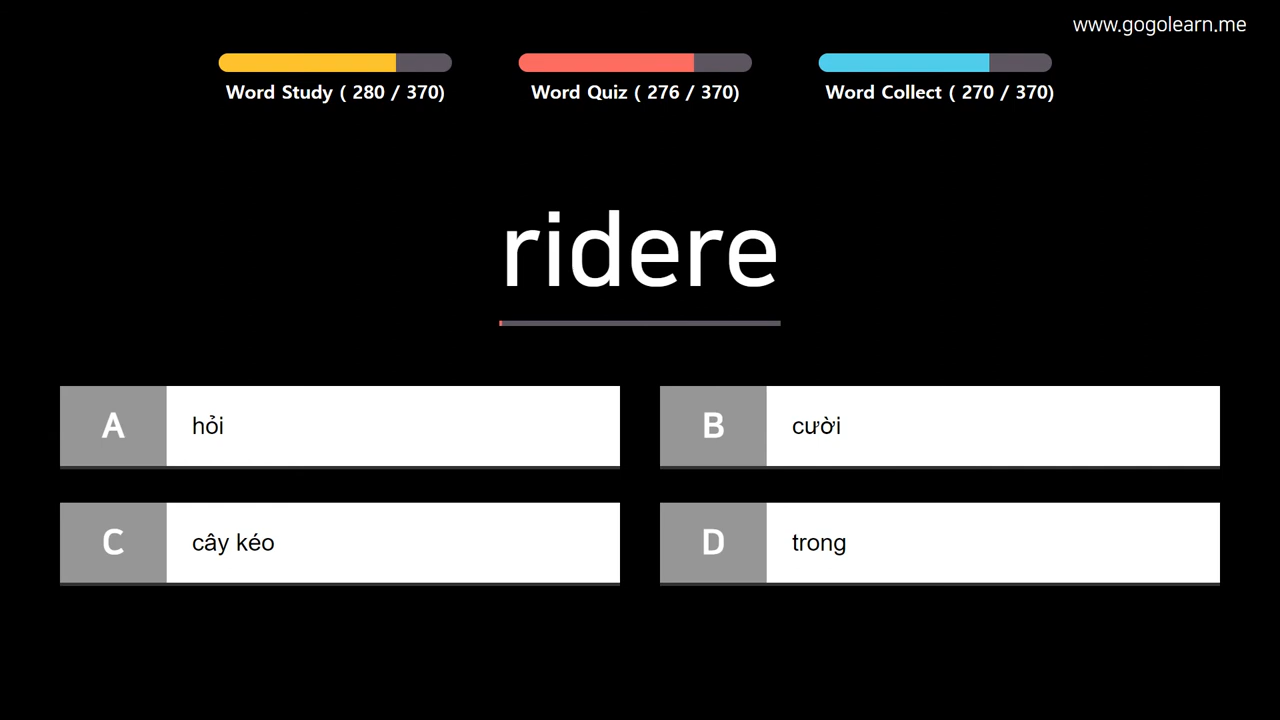 www.gogolearn.me
Word Study ( 280 / 370)
Word Quiz ( 276 / 370)
Word Collect ( 270 / 370)
ridere
A hỏi
B cười
C cây kéo
D trong